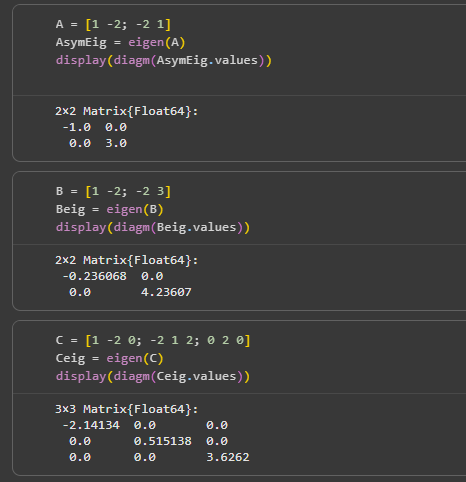 A = [1 -2; -2 1]
AsymEig = eigen(A)
display(diagm(AsymEig.values))
2×2 Matrix{Float64}:
 -1.0  0.0
  0.0  3.0
B = [1 -2; -2 3]
Beig = eigen(B)
display(diagm(Beig.values))
2×2 Matrix{Float64}:
 -0.236068  0.0
  0.0       4.23607
C = [1 -2 0; -2 1 2; 0 2 0]
Ceig = eigen(C)
display(diagm(Ceig.values))
3×3 Matrix{Float64}:
 -2.14134  0.0       0.0
  0.0      0.515138  0.0
  0.0      0.0       3.6262